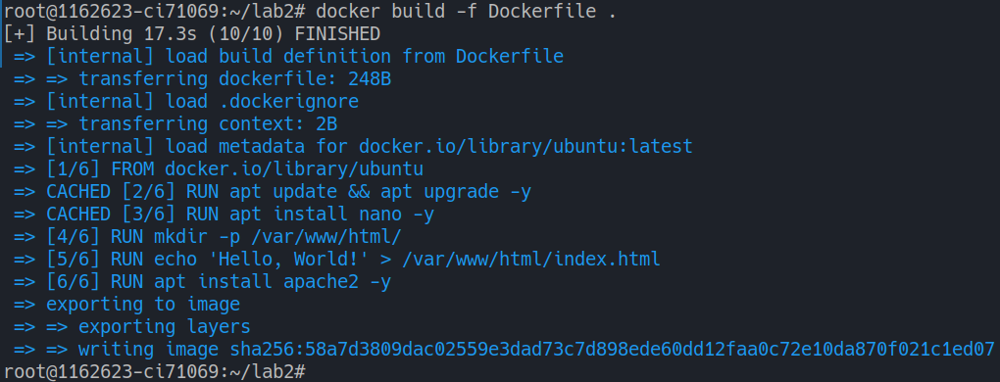 root@1162623-ci71069:~/lab2# docker build -f Dockerfile .
[+] Building 17.3s (10/10) FINISHED
=> [internal] load build definition from Dockerfile
=> => transferring dockerfile: 248B
=> [internal] load .dockerignore
=> => transferring context: 2B
=> [internal] load metadata for docker.io/library/ubuntu:latest
=> [1/6] FROM docker.io/library/ubuntu
=> CACHED [2/6] RUN apt update && apt upgrade -y
=> CACHED [3/6] RUN apt install nano -y
=> [4/6] RUN mkdir -p /var/www/html/
=> [5/6] RUN echo 'Hello, World!' > /var/www/html/index.html
=> [6/6] RUN apt install apache2 -y
=> exporting to image
=> => exporting layers
=> => writing image sha256:58a7d3809dac02559e3dad73c7d898ede60dd12faa0c72e10da870f021c1ed07
root@1162623-ci71069:~/lab2#